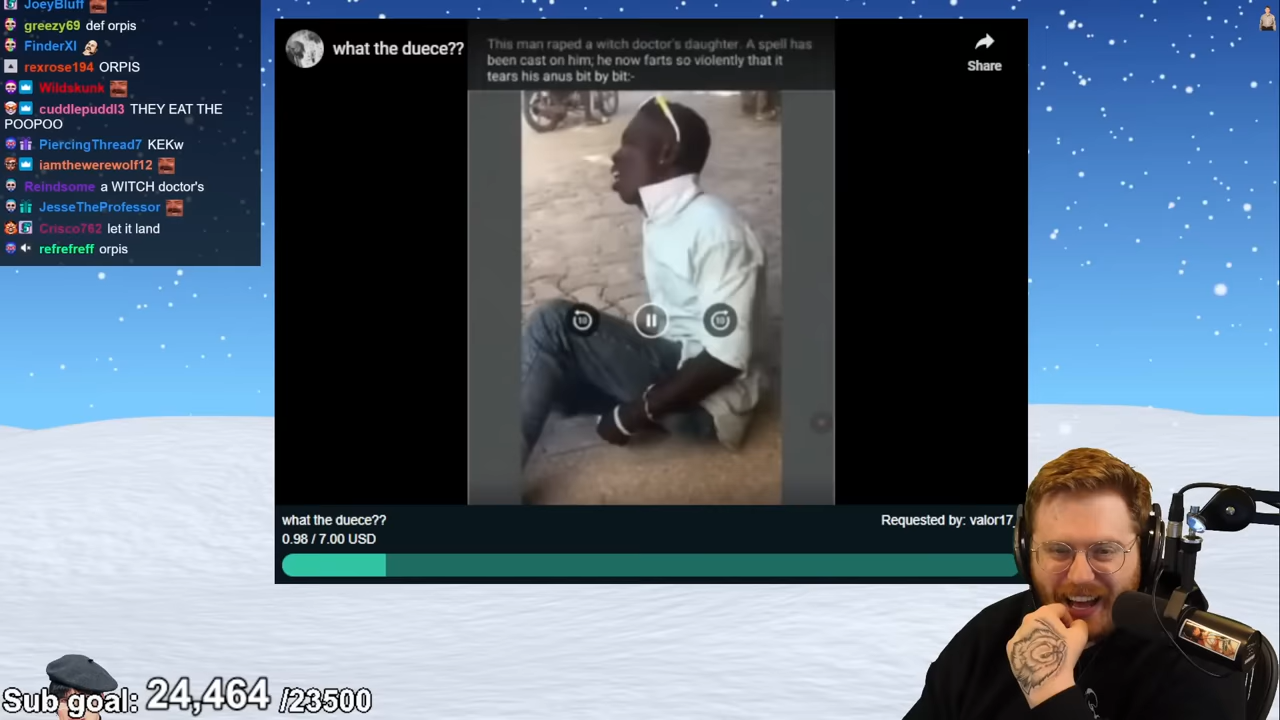 JoeyBluff
greezy69 def orpis
FinderXI
rexrose194 ORPIS
Wildskunk
cuddlepuddl3 THEY EAT THE
POOPOO
PiercingThread7 KEKw
iamthewerewolf12
Reindsome a WITCH doctor's
JesseTheProfessor
Crisco762 let it land
refrefreff orpis
what the duece??
This man raped a witch doctor's daughter. A spell has
been cast on him; he now farts so violently that it
tears his anus bit by bit:-
Share
10
10
what the duece??
Requested by: valor17_
0.98 / 7.00 USD
Sub goal: 24,464 /23500